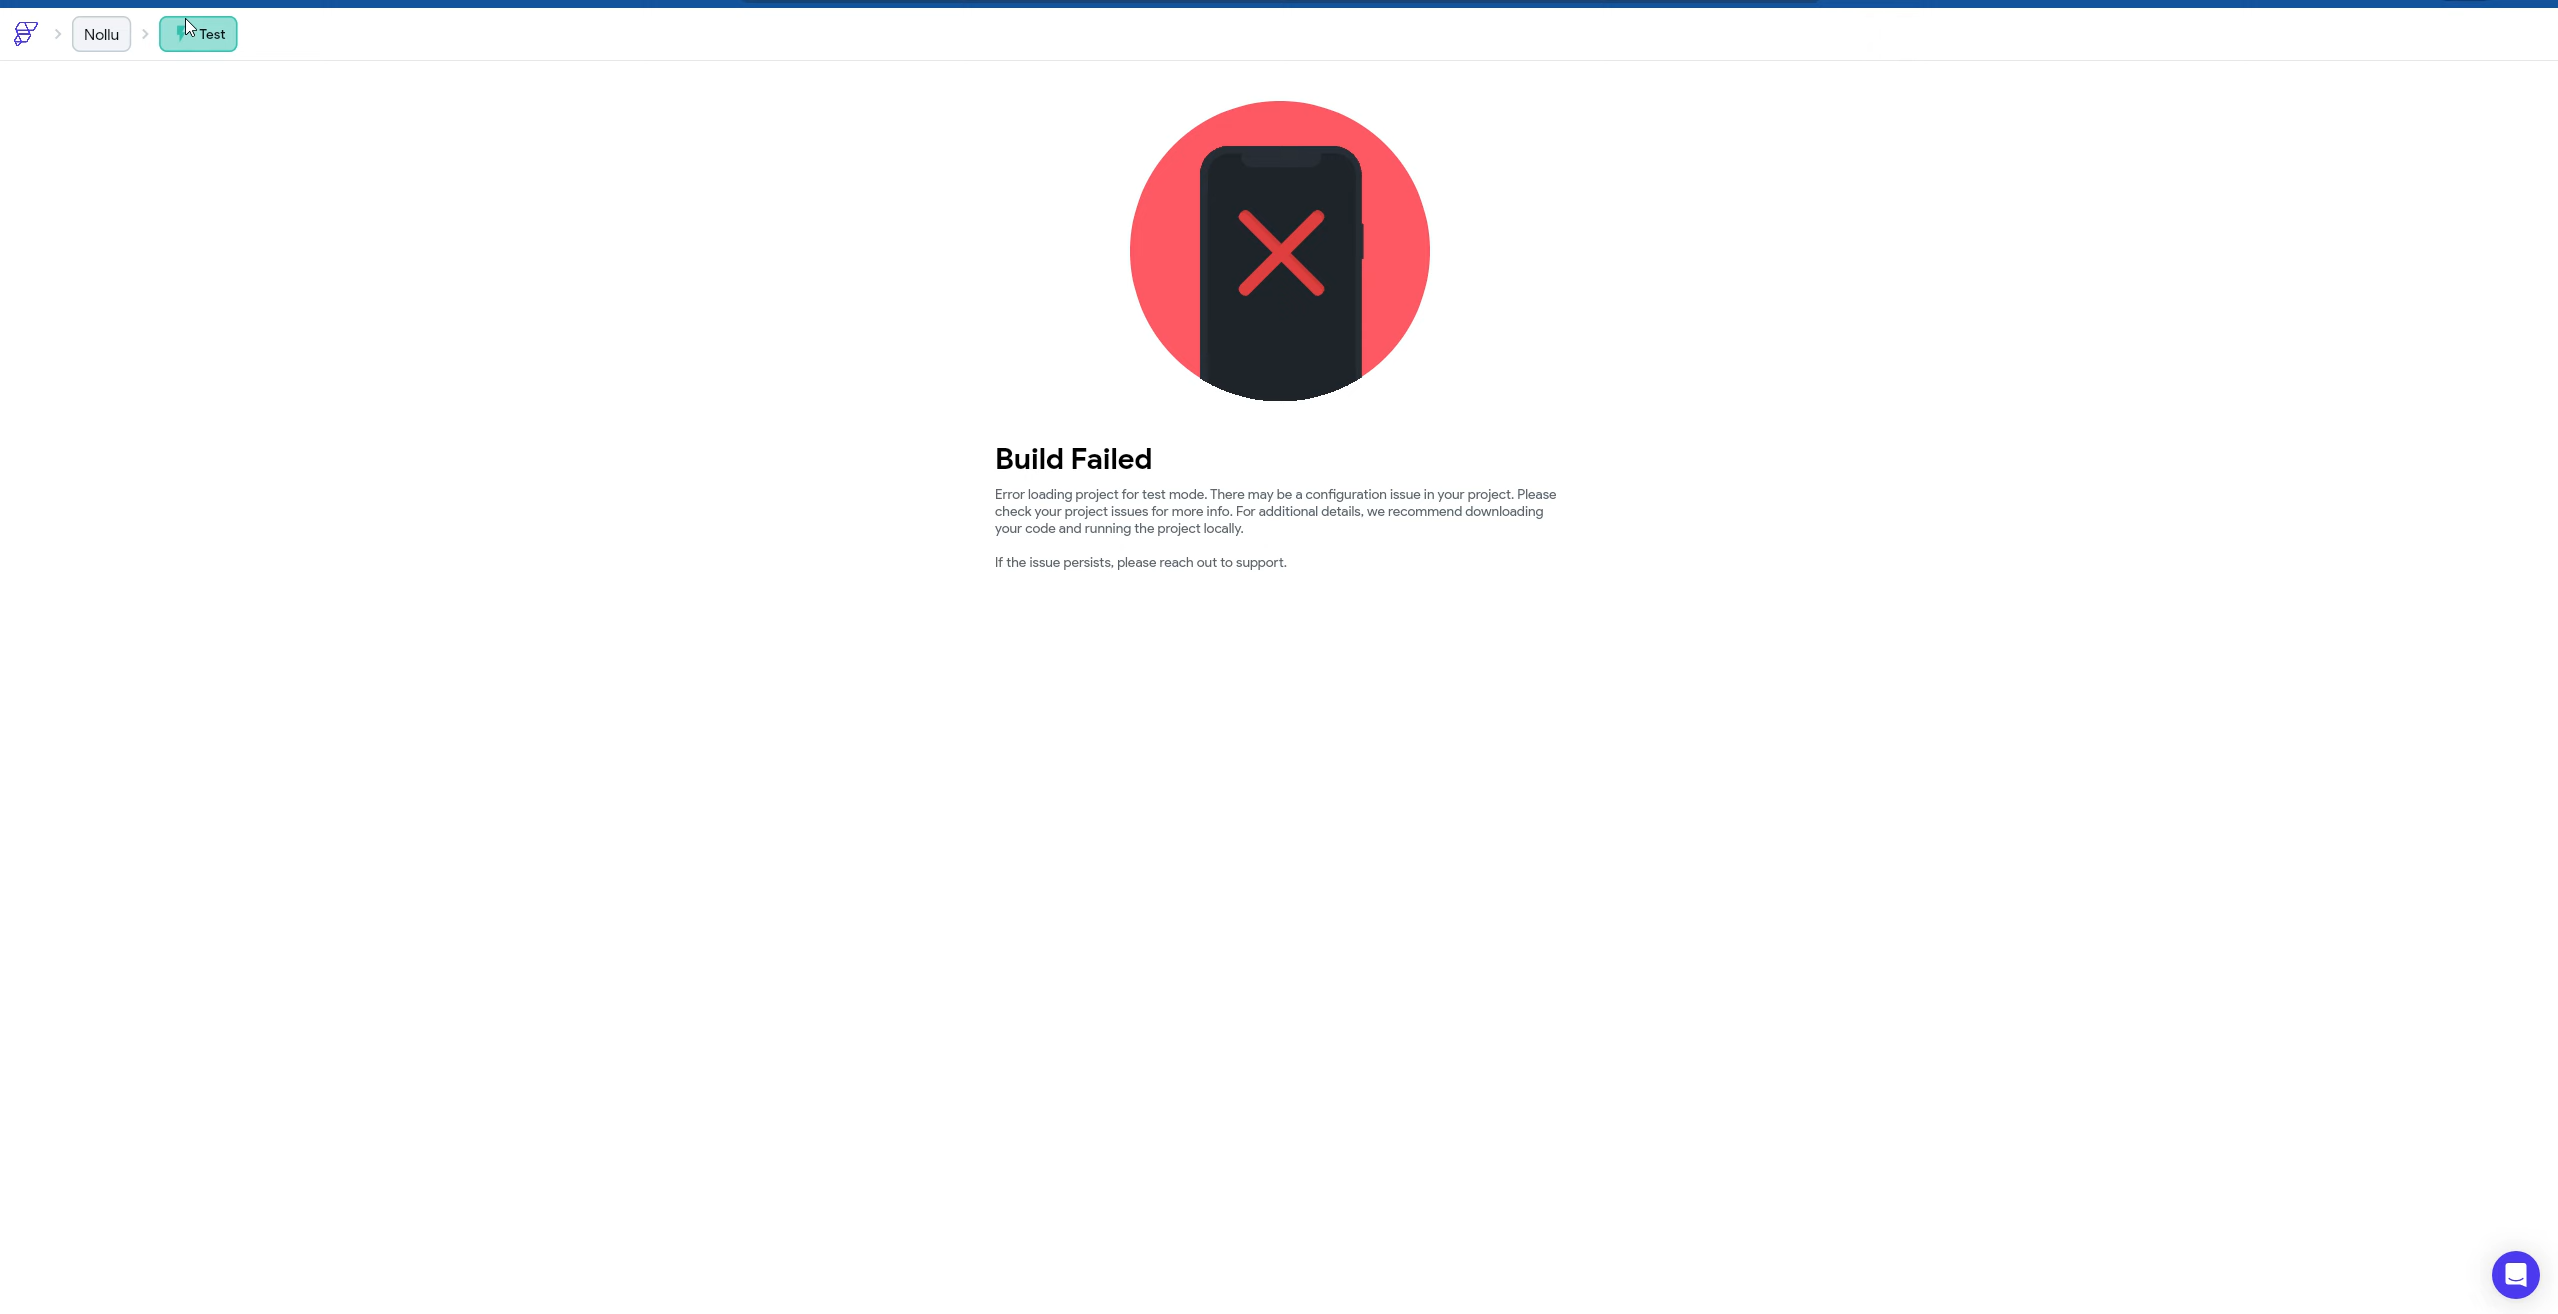 Nollu
Test
Build Failed
Error loading project for test mode. There may be a configuration issue in your project. Please
check your project issues for more info. For additional details, we recommend downloading
your code and running the project locally.
If the issue persists, please reach out to support.